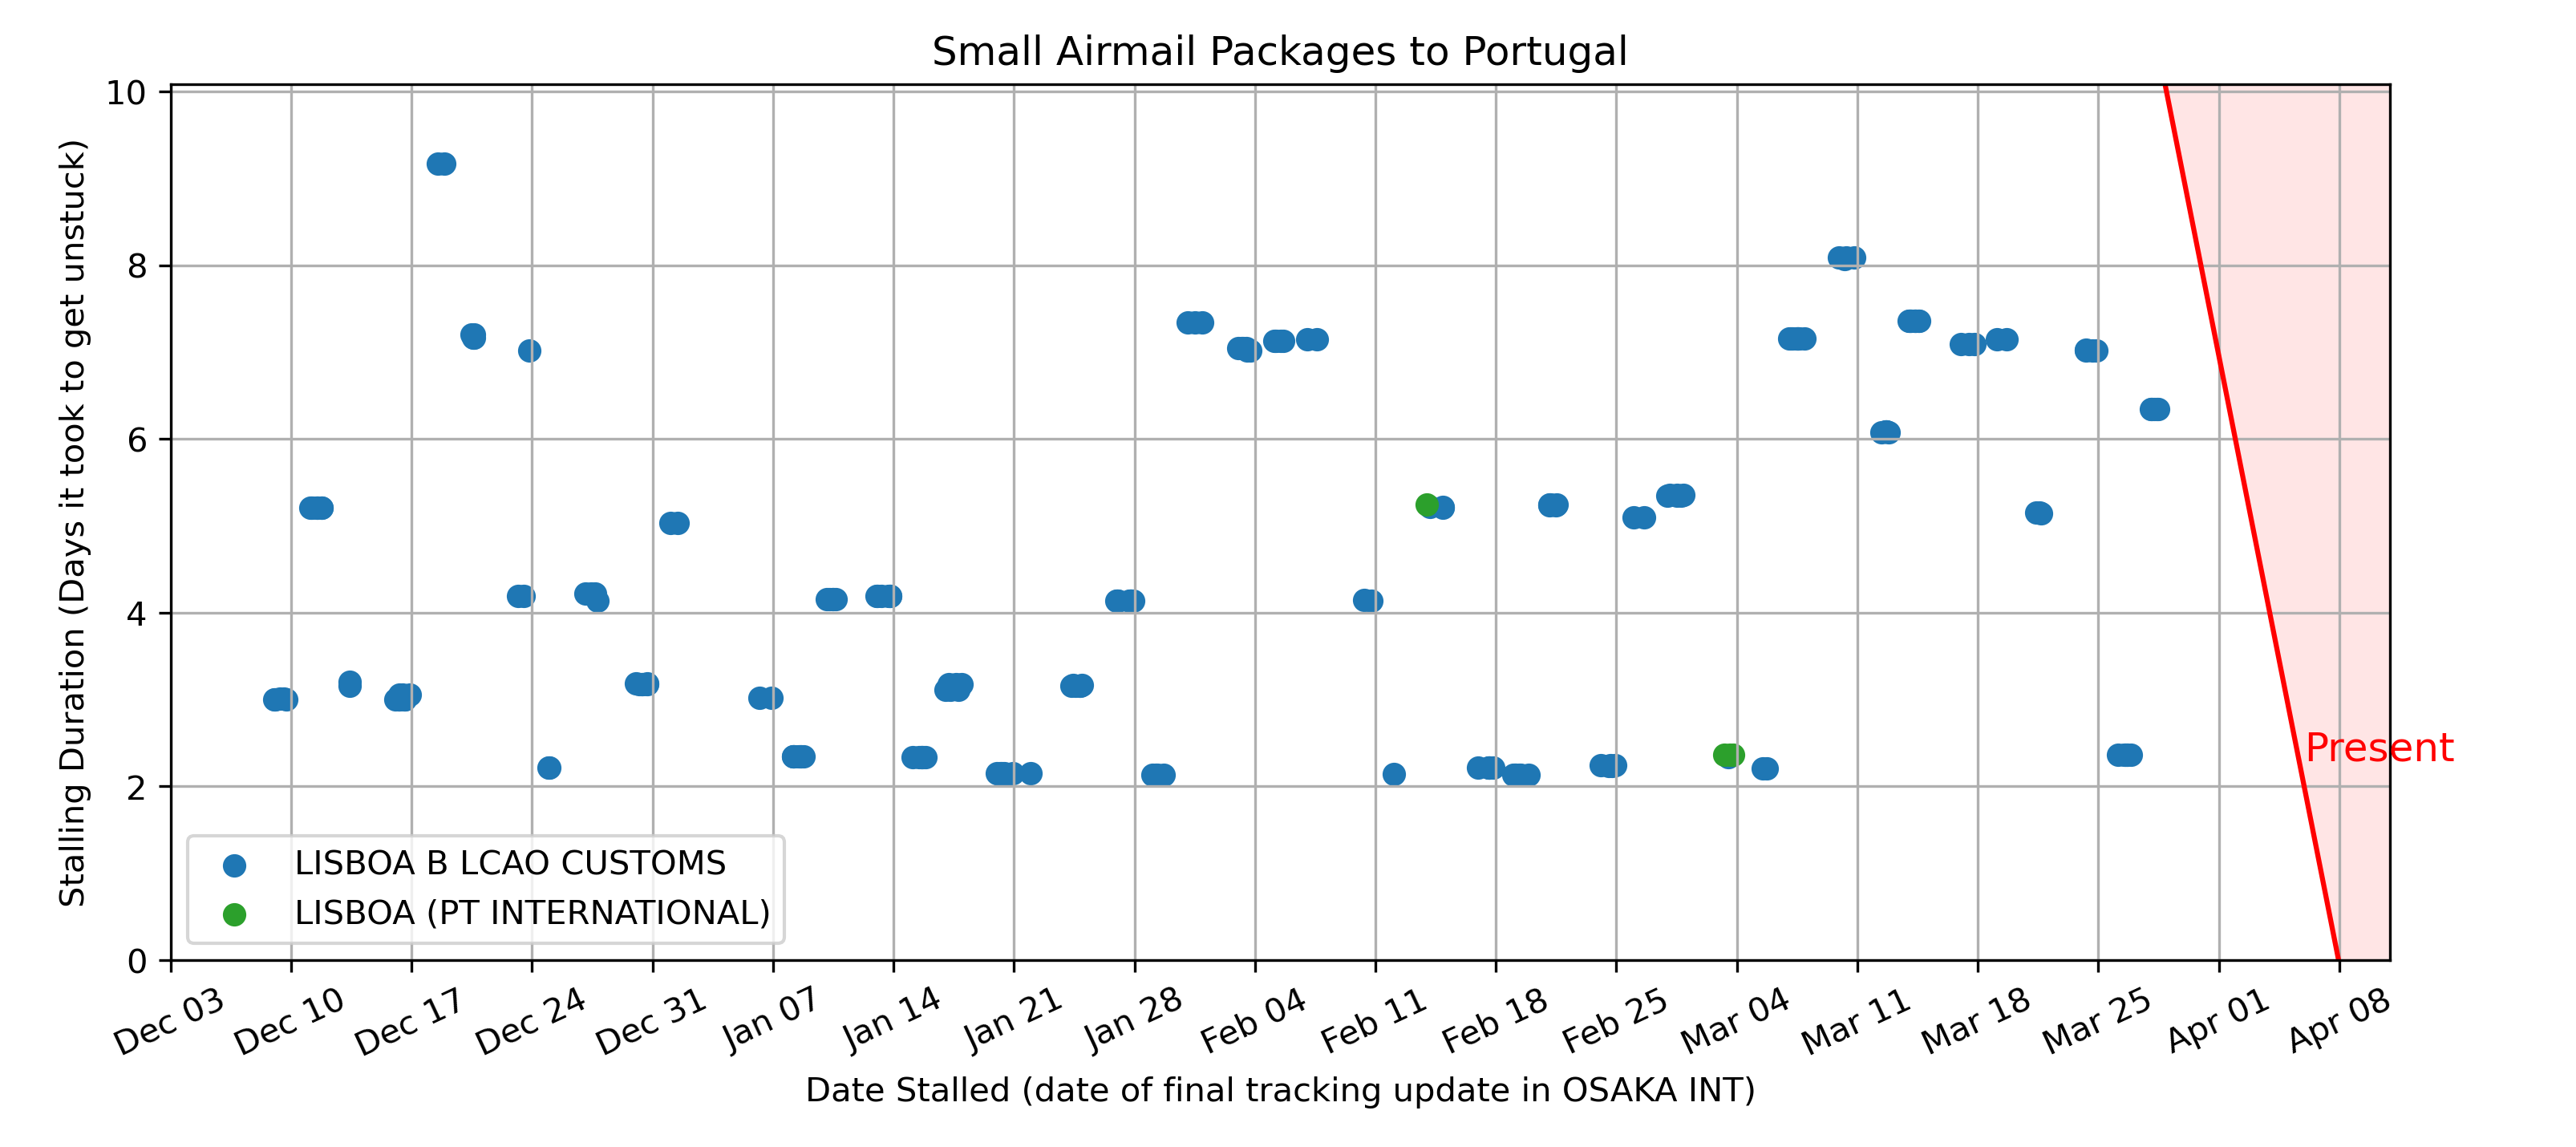 Small Airmail Packages to Portugal
Stalling Duration (Days it took to get unstuck)
10
8
6
4
2
0
Present
LISBOA B LCAO CUSTOMS
LISBOA (PT INTERNATIONAL)
Dec 03
Dec 10
Dec 17
Dec 24
Dec 31
Jan 07
Jan 14
Jan 21
Jan 28
Feb 04
Feb 11
Feb 18
Feb 25
Mar 04
Mar 11
Mar 18
Mar 25
Apr 01
Apr 08
Date Stalled (date of final tracking update in OSAKA INT)